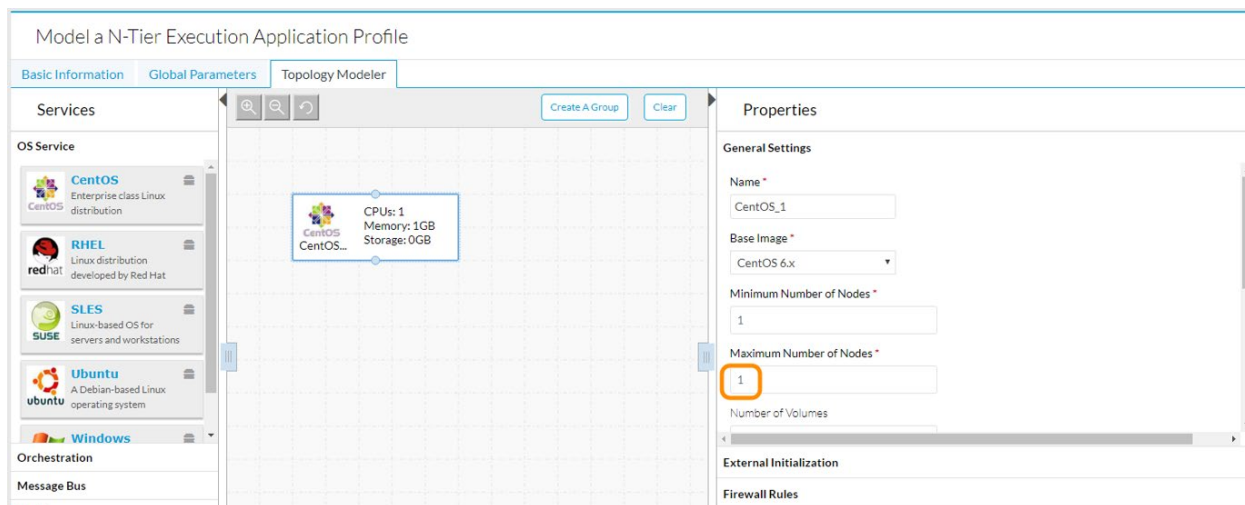 Model a N-Tier Execution Application Profile
Basic Information
Global Parameters
Topology Modeler
Services
OS Service
CentOS
CentOS
Enterprise class Linux
distribution
redhat
RHEL
Linux distribution
developed by Red Hat
SUSE
SLES
Linux-based OS for
servers and workstations
ubuntu
Ubuntu
A Debian-based Linux
operating system
Windows
Orchestration
Message Bus
Create A Group
Clear
CentOS
CentOS...
CPUs: 1
Memory: 1GB
Storage: 0GB
Properties
General Settings
Name *
CentOS_1
Base Image *
CentOS 6.x
Minimum Number of Nodes *
1
Maximum Number of Nodes *
1
Number of Volumes
External Initialization
Firewall Rules